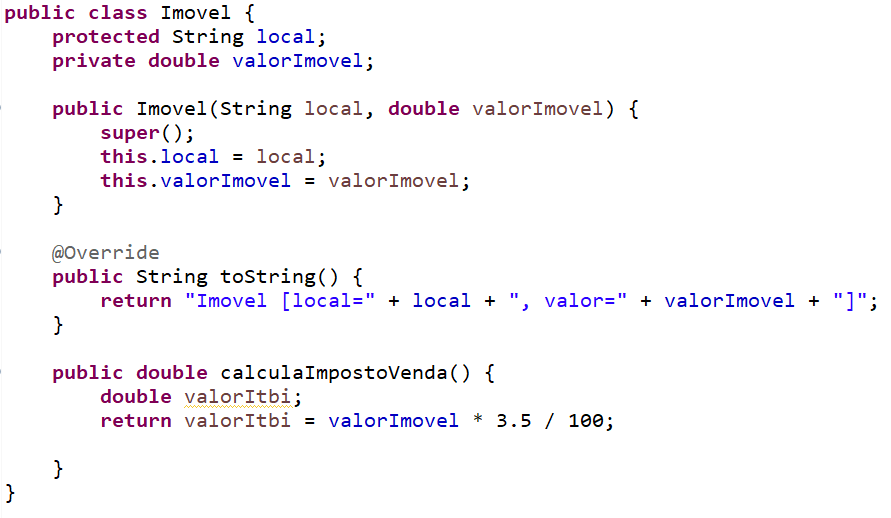 public class Imovel {
protected String local;
private double valorImovel;
public Imovel(String local, double valorImovel) {
super();
this.local = local;
this.valorImovel = valorImovel;
}
@Override
public String toString() {
return "Imovel [local=" + local + ", valor=" + valorImovel + "]";
}
public double calculaImpostoVenda() {
double valorItbi;
return valorItbi = valorImovel * 3.5 / 100;
}
}